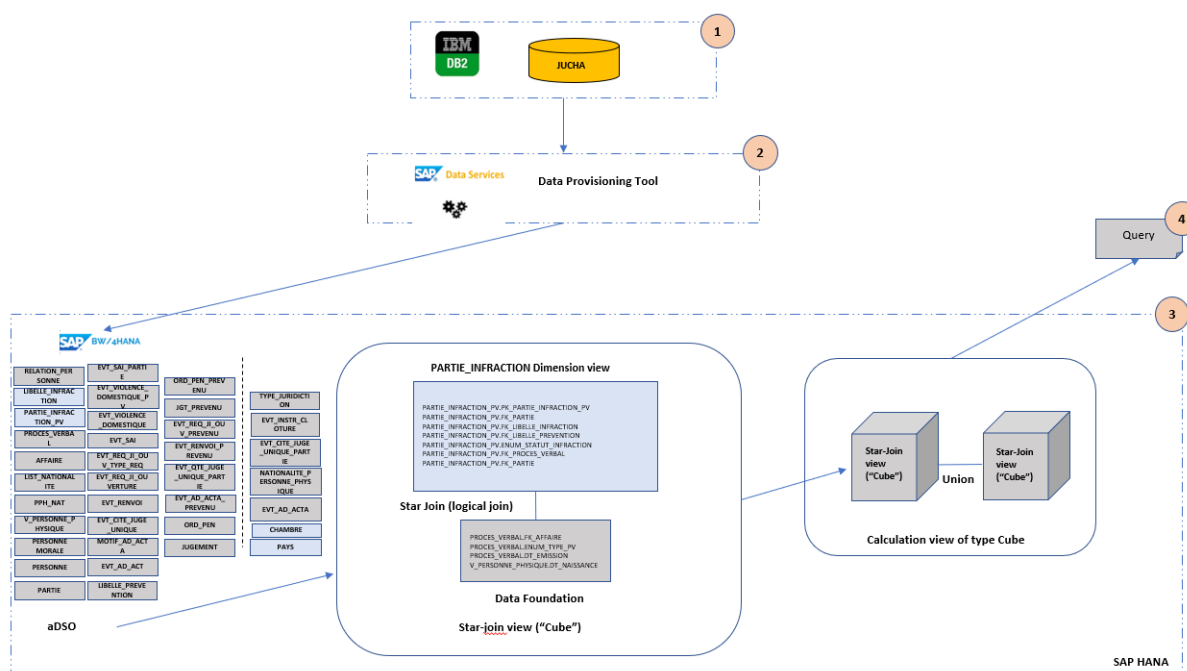 1
IBM
DB2
JUCHA
2
SAP Data Services
Data Provisioning Tool
4
Query
3
SAP BW/4HANA
RELATION_PER
SONNE
LIBELLE_INFRAC
TION
PARTIE_INFRAC
TION_PV
PROCES_VERBA
L
AFFAIRE
LIST_NATIONAL
ITE
PPH_NAT
V_PERSONNE_P
HYSIQUE
PERSONNE
MORALE
PERSONNE
PARTIE
EVT_SAI_PARTI
E
EVT_VIOLENCE_
DOMESTIQUE_P
V
EVT_VIOLENCE_
DOMESTIQUE
EVT_SAI
EVT_REQ_JI_OU
V_TYPE_REQ
EVT_REQ_JI_OU
VERTURE
EVT_RENVOI
EVT_CITE_JUGE
_UNIQUE
MOTIF_AD_ACT
A
EVT_AD_ACT
LIBELLE_PREVE
NTION
ORD_PEN_PREV
ENU
JGT_PREVENU
EVT_REQ_JI_OU
V_PREVENU
EVT_RENVOI_P
REVENU
EVT_QTE_JUGE
_UNIQUE_PART
IE
EVT_AD_ACTA_
PREVENU
ORD_PEN
JUGEMENT
TYPE_JURIDICTI
ON
EVT_INSTR_CL
OTURE
EVT_CITE_JUGE
_UNIQUE_PART
IE
NATIONALITE_P
ERSONNE_PHYS
IQUE
EVT_AD_ACTA
CHAMBRE
PAYS
aDSO
PARTIE_INFRACTION Dimension view
PARTIE_INFRACTION_PV.FK_PARTIE_INFRACTION_PV
PARTIE_INFRACTION_PV.FK_PARTIE
PARTIE_INFRACTION_PV.FK_LIBELLE_INFRACTION
PARTIE_INFRACTION_PV.FK_LIBELLE_PREVENTION
PARTIE_INFRACTION_PV.ENUM_STATUT_INFRACTION
PARTIE_INFRACTION_PV.FK_PROCES_VERBAL
PARTIE_INFRACTION_PV.FK_PARTIE
Star Join (logical join)
PROCES_VERBAL.FK_AFFAIRE
PROCES_VERBAL.ENUM_TYPE_PV
PROCES_VERBAL.DT_EMISSION
V_PERSONNE_PHYSIQUE.DT_NAISSANCE
Data Foundation
Star-join view (“Cube”)
Star-Join
view
(“Cube”)
Union
Star-Join
view
(“Cube”)
Calculation view of type Cube
SAP HANA